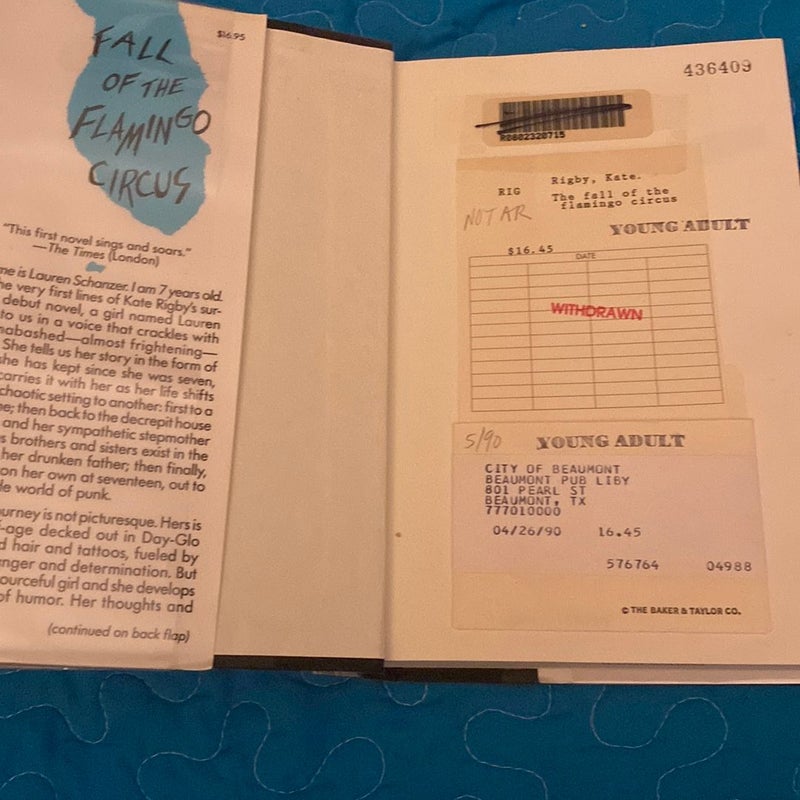 $16.95
FALL
OF THE
FLAMINGO
CIRCUS
"This first novel sings and soars."
—The Times (London)
me is Lauren Schanzer. I am 7 years old.
he very first lines of Kate Rigby's sur-
debut novel, a girl named Lauren
to us in a voice that crackles with
nabashed—almost frightening—
She tells us her story in the form of
she has kept since she was seven,
carries it with her as her life shifts
chaotic setting to another: first to a
ne; then back to the decrepit house
and her sympathetic stepmother
s brothers and sisters exist in the
her drunken father; then finally,
on her own at seventeen, out to
le world of punk.
urney is not picturesque. Hers is
-age decked out in Day-Glo
d hair and tattoos, fueled by
nger and determination. But
ourceful girl and she develops
of humor. Her thoughts and
(continued on back flap)
436409
R0802320715
Rigby, Kate.
RIG
The fall of the
flamingo circus
NOT AR
YOUNG ADULT
$16.45
DATE
WITHDRAWN
5/90
YOUNG ADULT
CITY OF BEAUMONT
BEAUMONT PUB LIBY
801 PEARL ST
BEAUMONT, TX
777010000
04/26/90 16.45
576764 04988
© THE BAKER & TAYLOR CO.